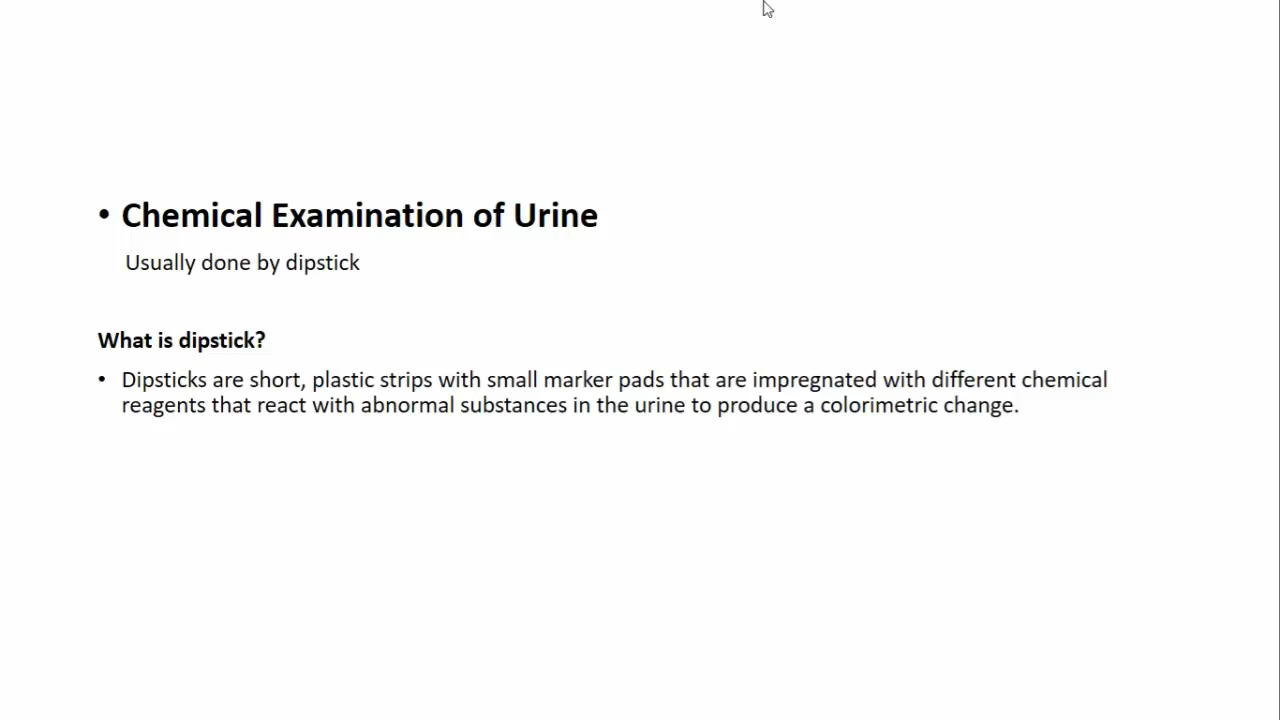 • Chemical Examination of Urine
Usually done by dipstick
What is dipstick?
• Dipsticks are short, plastic strips with small marker pads that are impregnated with different chemical
reagents that react with abnormal substances in the urine to produce a colorimetric change.